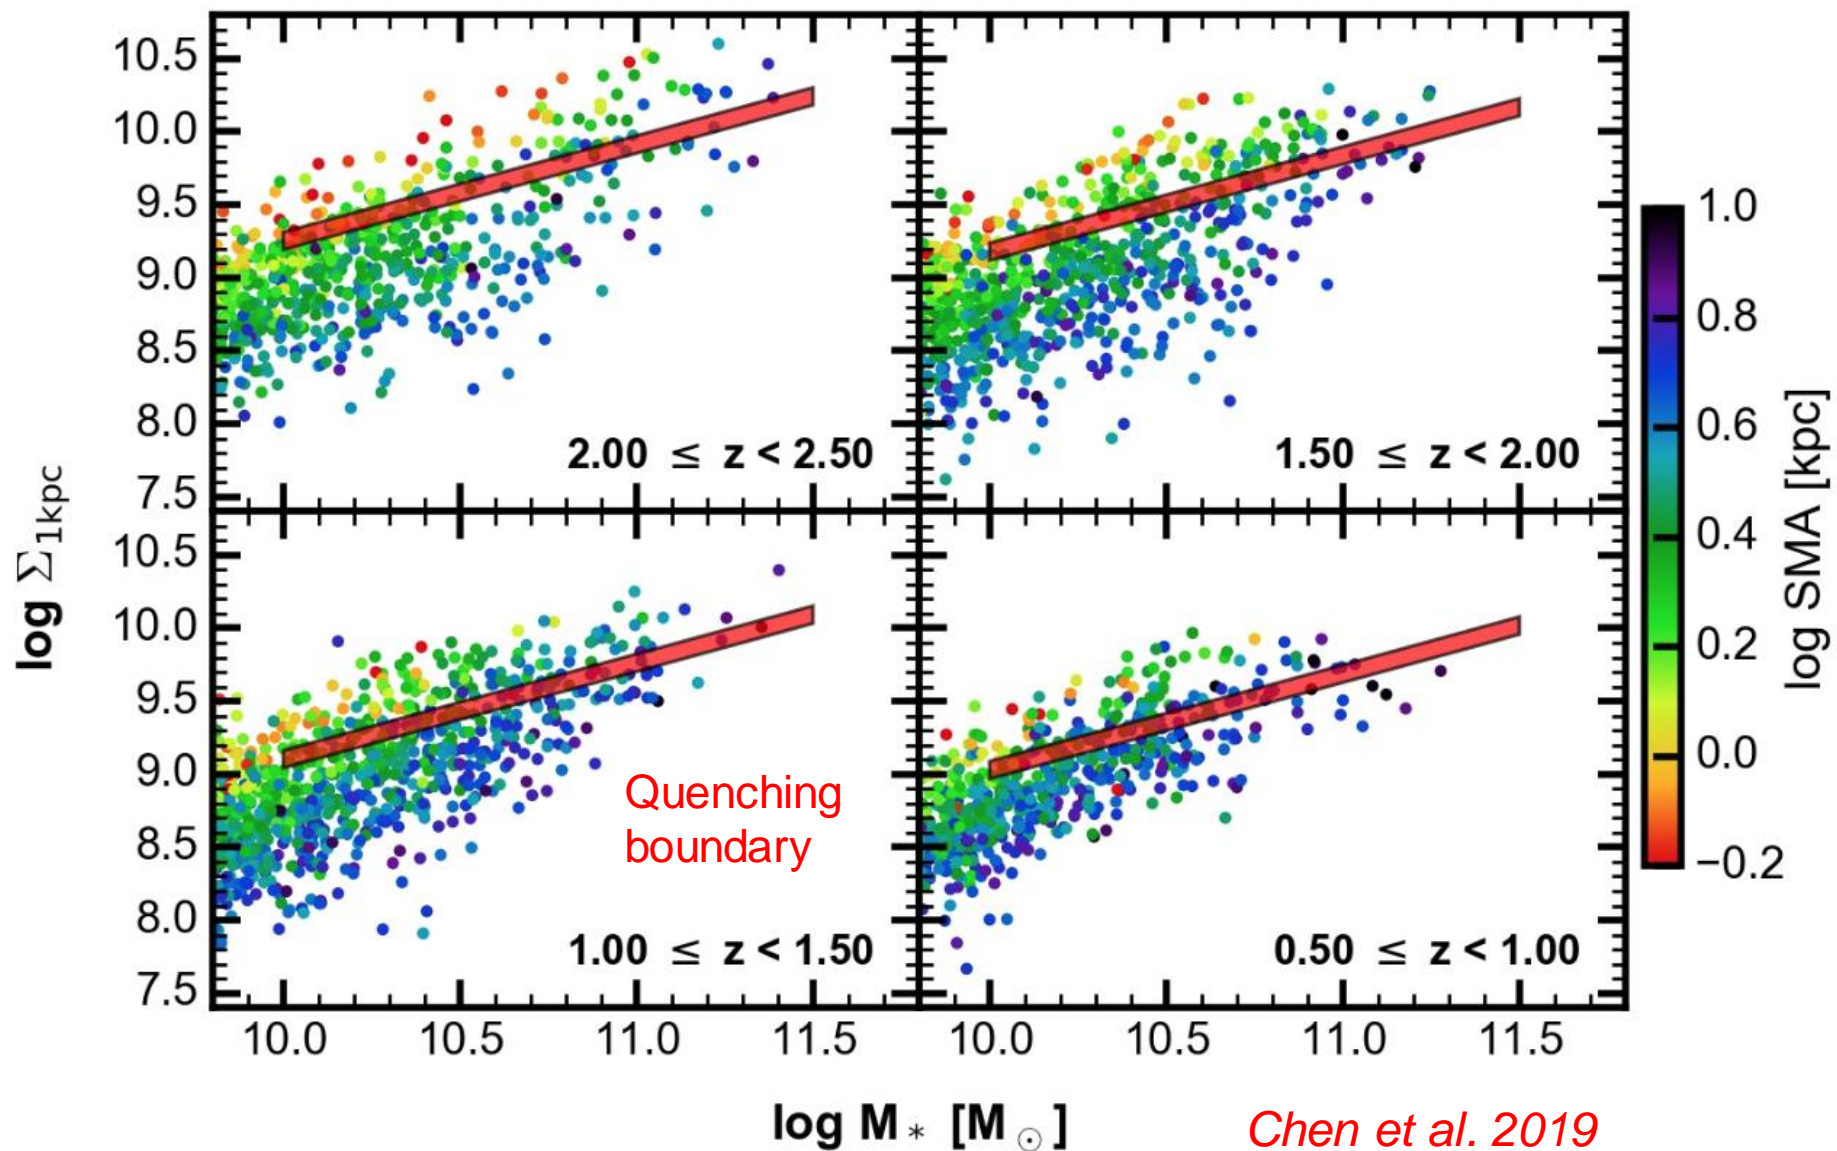 10.5
10.0
9.5
9.0
8.5
8.0
7.5
2.00 ≤ z < 2.50
1.50 ≤ z < 2.00
10.5
10.0
9.5
9.0
8.5
8.0
7.5
Quenching
boundary
1.00 ≤ z < 1.50
0.50 ≤ z < 1.00
10.0 10.5 11.0 11.5
10.0 10.5 11.0 11.5
log Σ1kpc
log M* [M☉]
1.0
0.8
0.6
0.4
0.2
0.0
−0.2
log SMA [kpc]
Chen et al. 2019